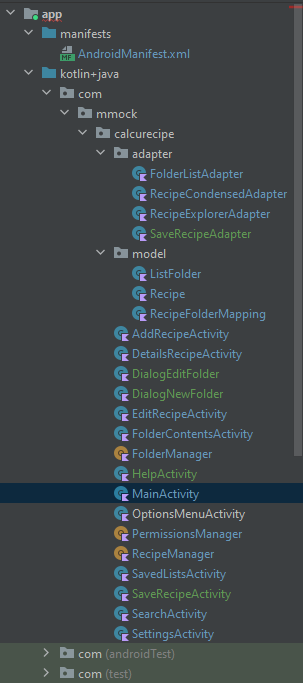 app
manifests
AndroidManifest.xml
kotlin+java
com
mmock
calcurecipe
adapter
FolderListAdapter
RecipeCondensedAdapter
RecipeExplorerAdapter
SaveRecipeAdapter
model
ListFolder
Recipe
RecipeFolderMapping
AddRecipeActivity
DetailsRecipeActivity
DialogEditFolder
DialogNewFolder
EditRecipeActivity
FolderContentsActivity
FolderManager
HelpActivity
MainActivity
OptionsMenuActivity
PermissionsManager
RecipeManager
SavedListsActivity
SaveRecipeActivity
SearchActivity
SettingsActivity
com (androidTest)
com (test)